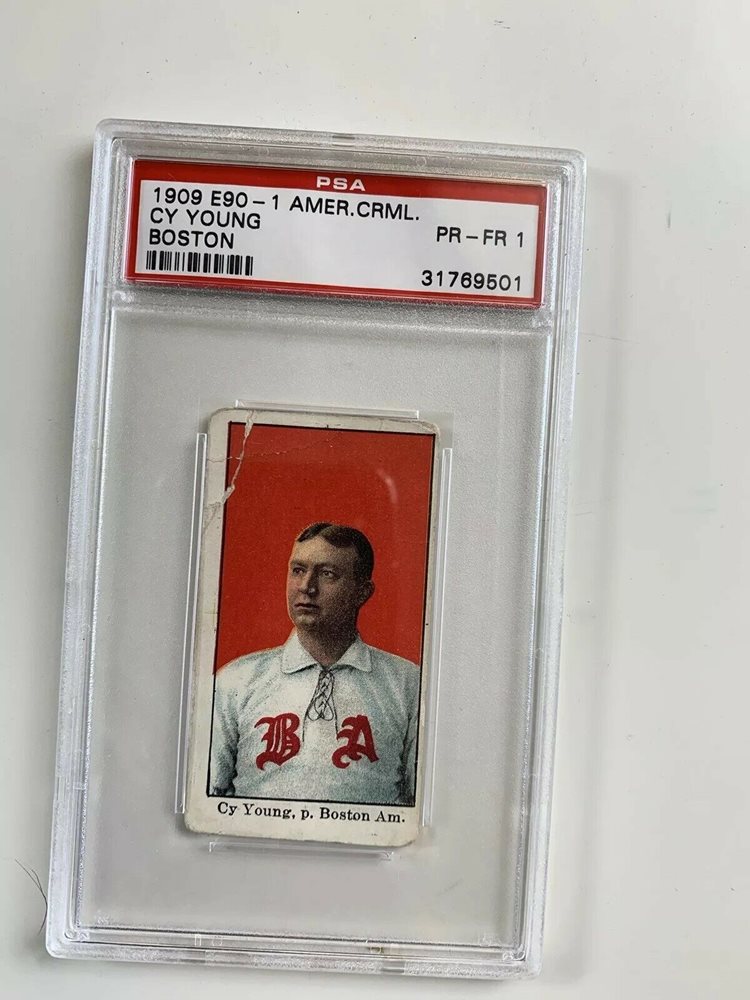 PSA
1909 E90-1 AMER.CRML.
CY YOUNG
BOSTON
PR-FR 1
31769501
B A
Cy Young, p. Boston Am.